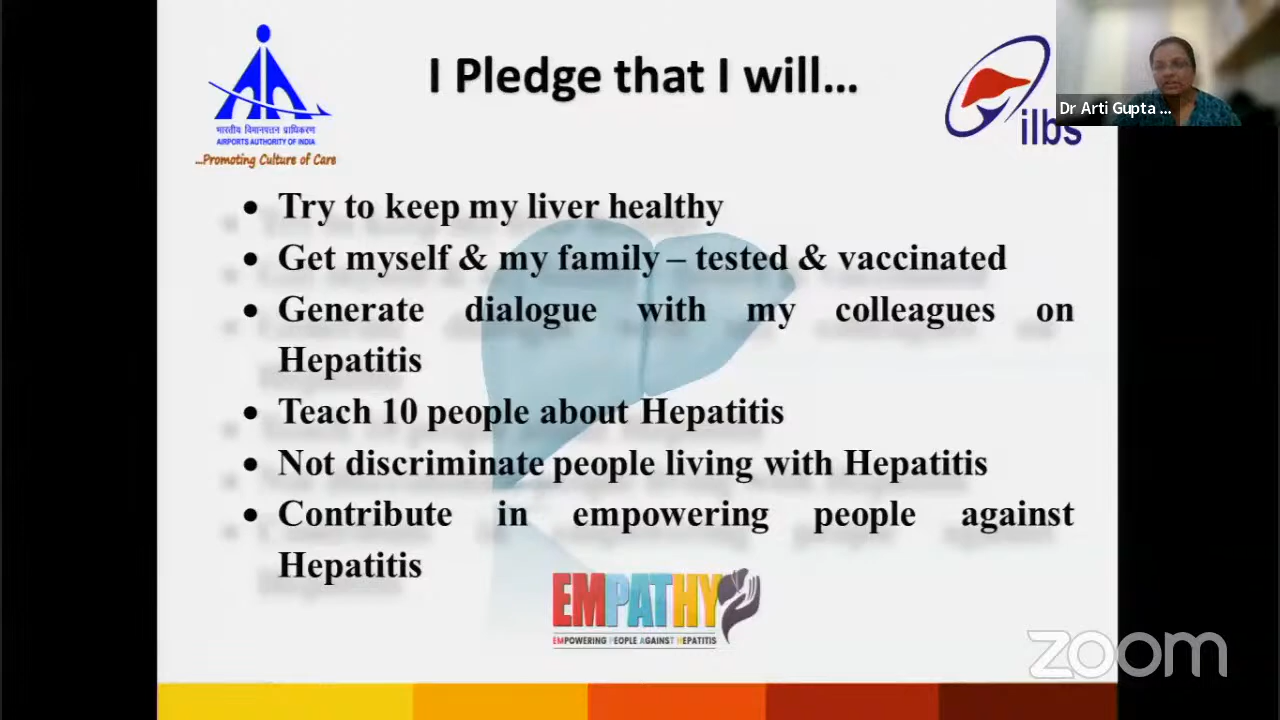 I Pledge that I will...
भारतीय विमानपत्तन प्राधिकरण
AIRPORTS AUTHORITY OF INDIA
...Promoting Culture of Care
ilbs
Dr Arti Gupta ...
• Try to keep my liver healthy
• Get myself & my family – tested & vaccinated
• Generate dialogue with my colleagues on
Hepatitis
• Teach 10 people about Hepatitis
• Not discriminate people living with Hepatitis
• Contribute in empowering people against
Hepatitis
EMPATHY
EMPOWERING PEOPLE AGAINST HEPATITIS
zoom